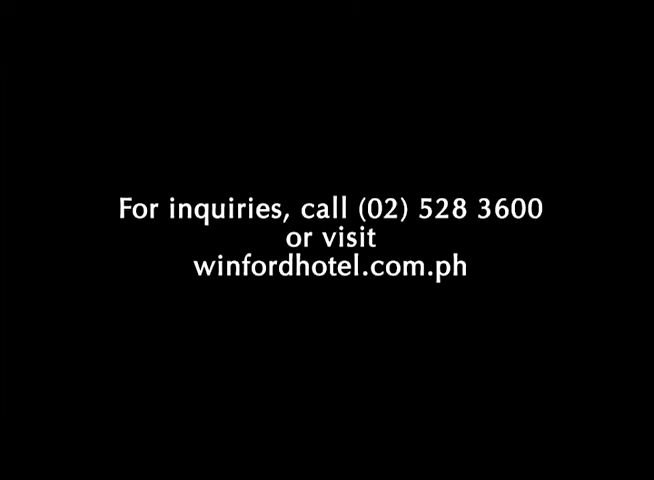 For inquiries, call (02) 528 3600
or visit
winfordhotel.com.ph